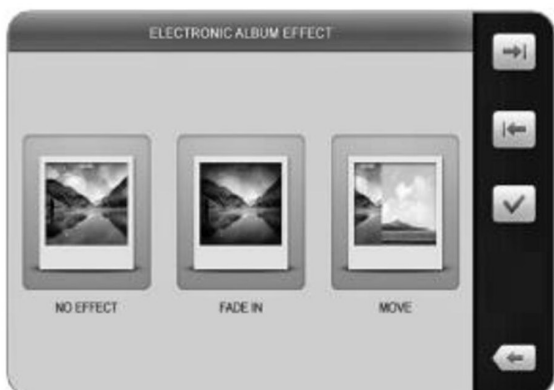 ELECTRONIC ALBUM EFFECT
NO EFFECT
FADE IN
MOVE